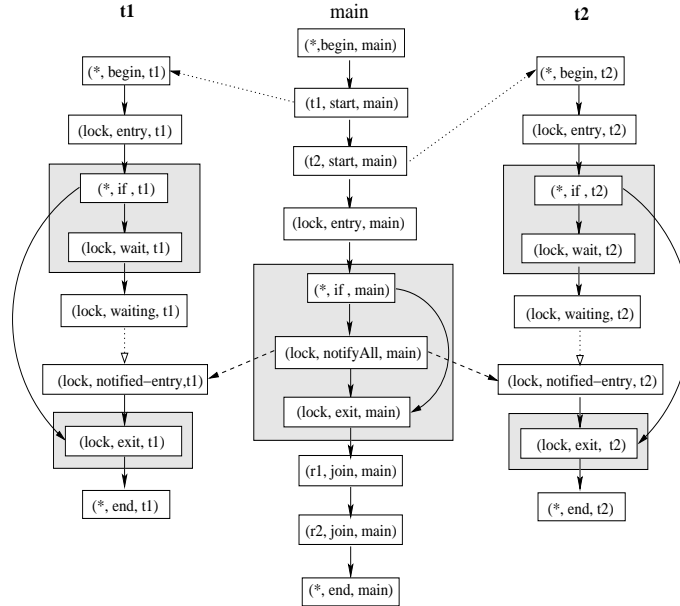 t1
(*, begin, t1)
(lock, entry, t1)
(*, if , t1)
(lock, wait, t1)
(lock, waiting, t1)
(lock, notified−entry,t1)
(lock, exit, t1)
(*, end, t1)
main
(*,begin, main)
(t1, start, main)
(t2, start, main)
(lock, entry, main)
(*, if , main)
(lock, notifyAll, main)
(lock, exit, main)
(r1, join, main)
(r2, join, main)
(*, end, main)
t2
(*, begin, t2)
(lock, entry, t2)
(*, if , t2)
(lock, wait, t2)
(lock, waiting, t2)
(lock, notified−entry, t2)
(lock, exit, t2)
(*, end, t2)